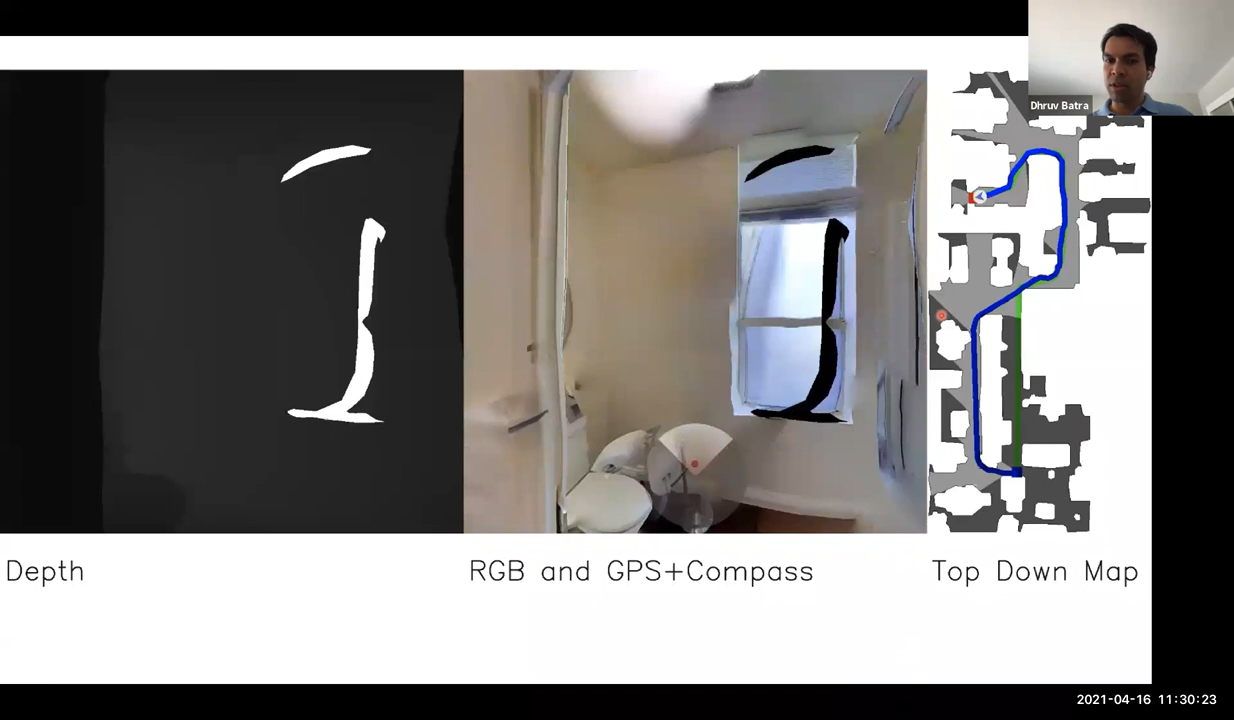 Dhruv Batra
Depth
RGB and GPS+Compass
Top Down Map
2021-04-16 11:30:23